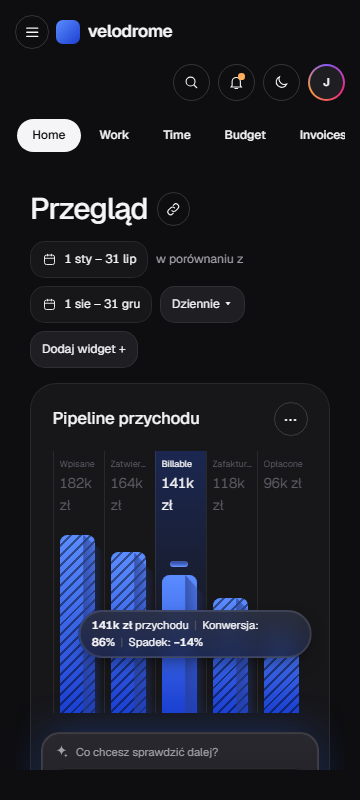 velodrome
J
Home Work Time Budget Invoices
Przegląd
1 sty – 31 lip w porównaniu z
1 sie – 31 gru Dziennie
Dodaj widget +
Pipeline przychodu
Wpisane Zatwier... Billable Zafaktur... Opłacone
182k zł 164k zł 141k zł 118k zł 96k zł
141k zł przychodu | Konwersja:
86% | Spadek: –14%
Co chcesz sprawdzić dalej?